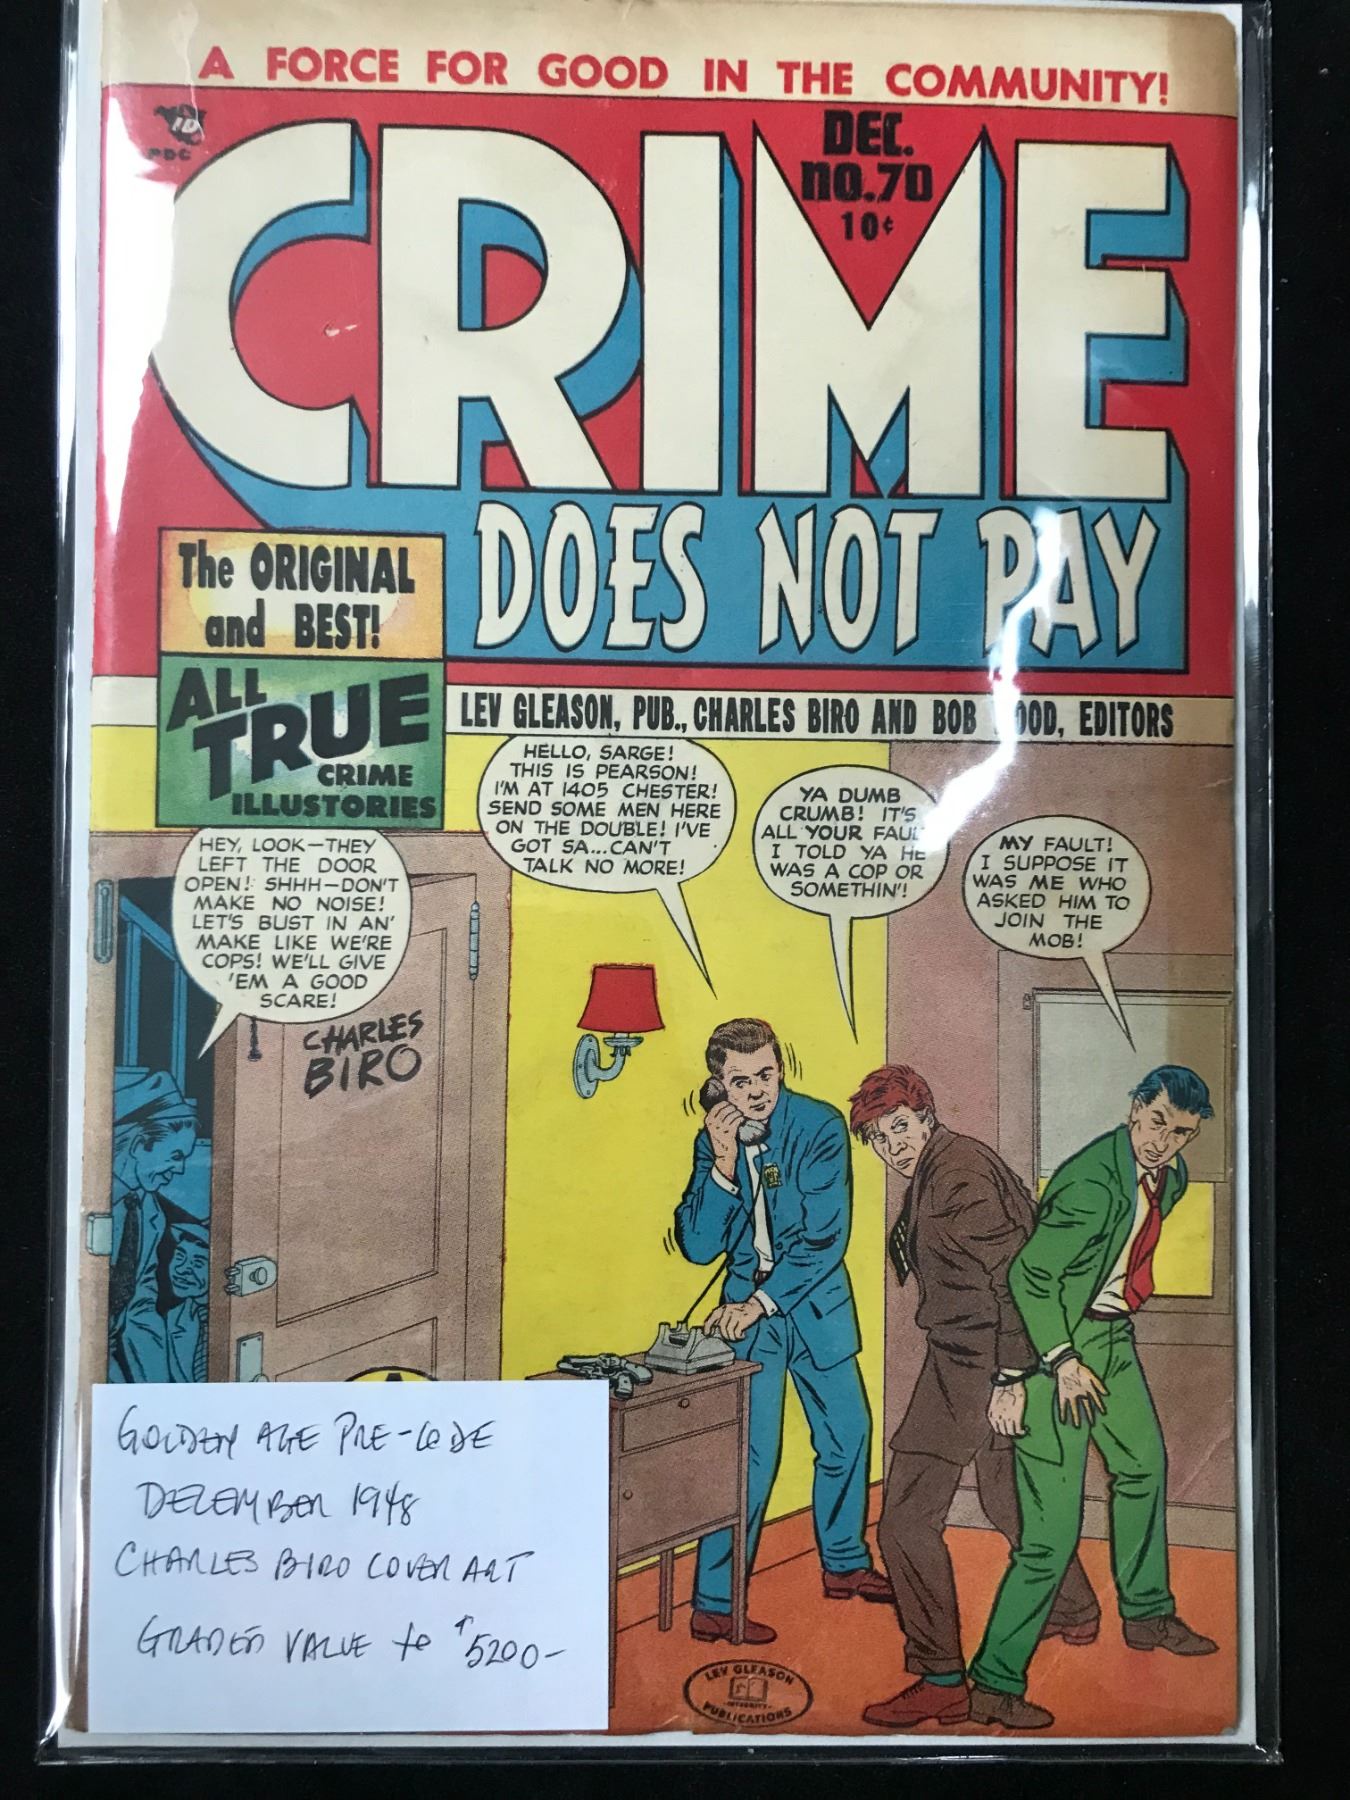 A FORCE FOR GOOD IN THE COMMUNITY!
10
PDC
DEC.
NO.70
10¢
CRIME
DOES NOT PAY
The ORIGINAL
and BEST!
ALL
TRUE
CRIME
ILLUSTORIES
LEV GLEASON, PUB., CHARLES BIRO AND BOB OOD, EDITORS
HELLO, SARGE!
THIS IS PEARSON!
I'M AT 1405 CHESTER!
SEND SOME MEN HERE
ON THE DOUBLE! I'VE
GOT SA...CAN'T
TALK NO MORE!
YA DUMB
CRUMB! IT'S
ALL YOUR
I TOLD YA HE
WAS A COP OR
SOMETHIN'!
MY FAULT!
I SUPPOSE IT
WAS ME WHO
ASKED HIM TO
JOIN THE
MOB!
HEY, LOOK—THEY
LEFT THE DOOR
OPEN! SHHH—DON'T
MAKE NO NOISE!
LET'S BUST IN AN'
MAKE LIKE WE'RE
COPS! WE'LL GIVE
'EM A GOOD
SCARE!
CHARLES
BIRO
GOLDEN AGE PRE-CODE
DECEMBER 1948
CHARLES BIRO COVER ART
GRADED VALUE to $5200-
LEV GLEASON
INTEGRITY
PUBLICATIONS